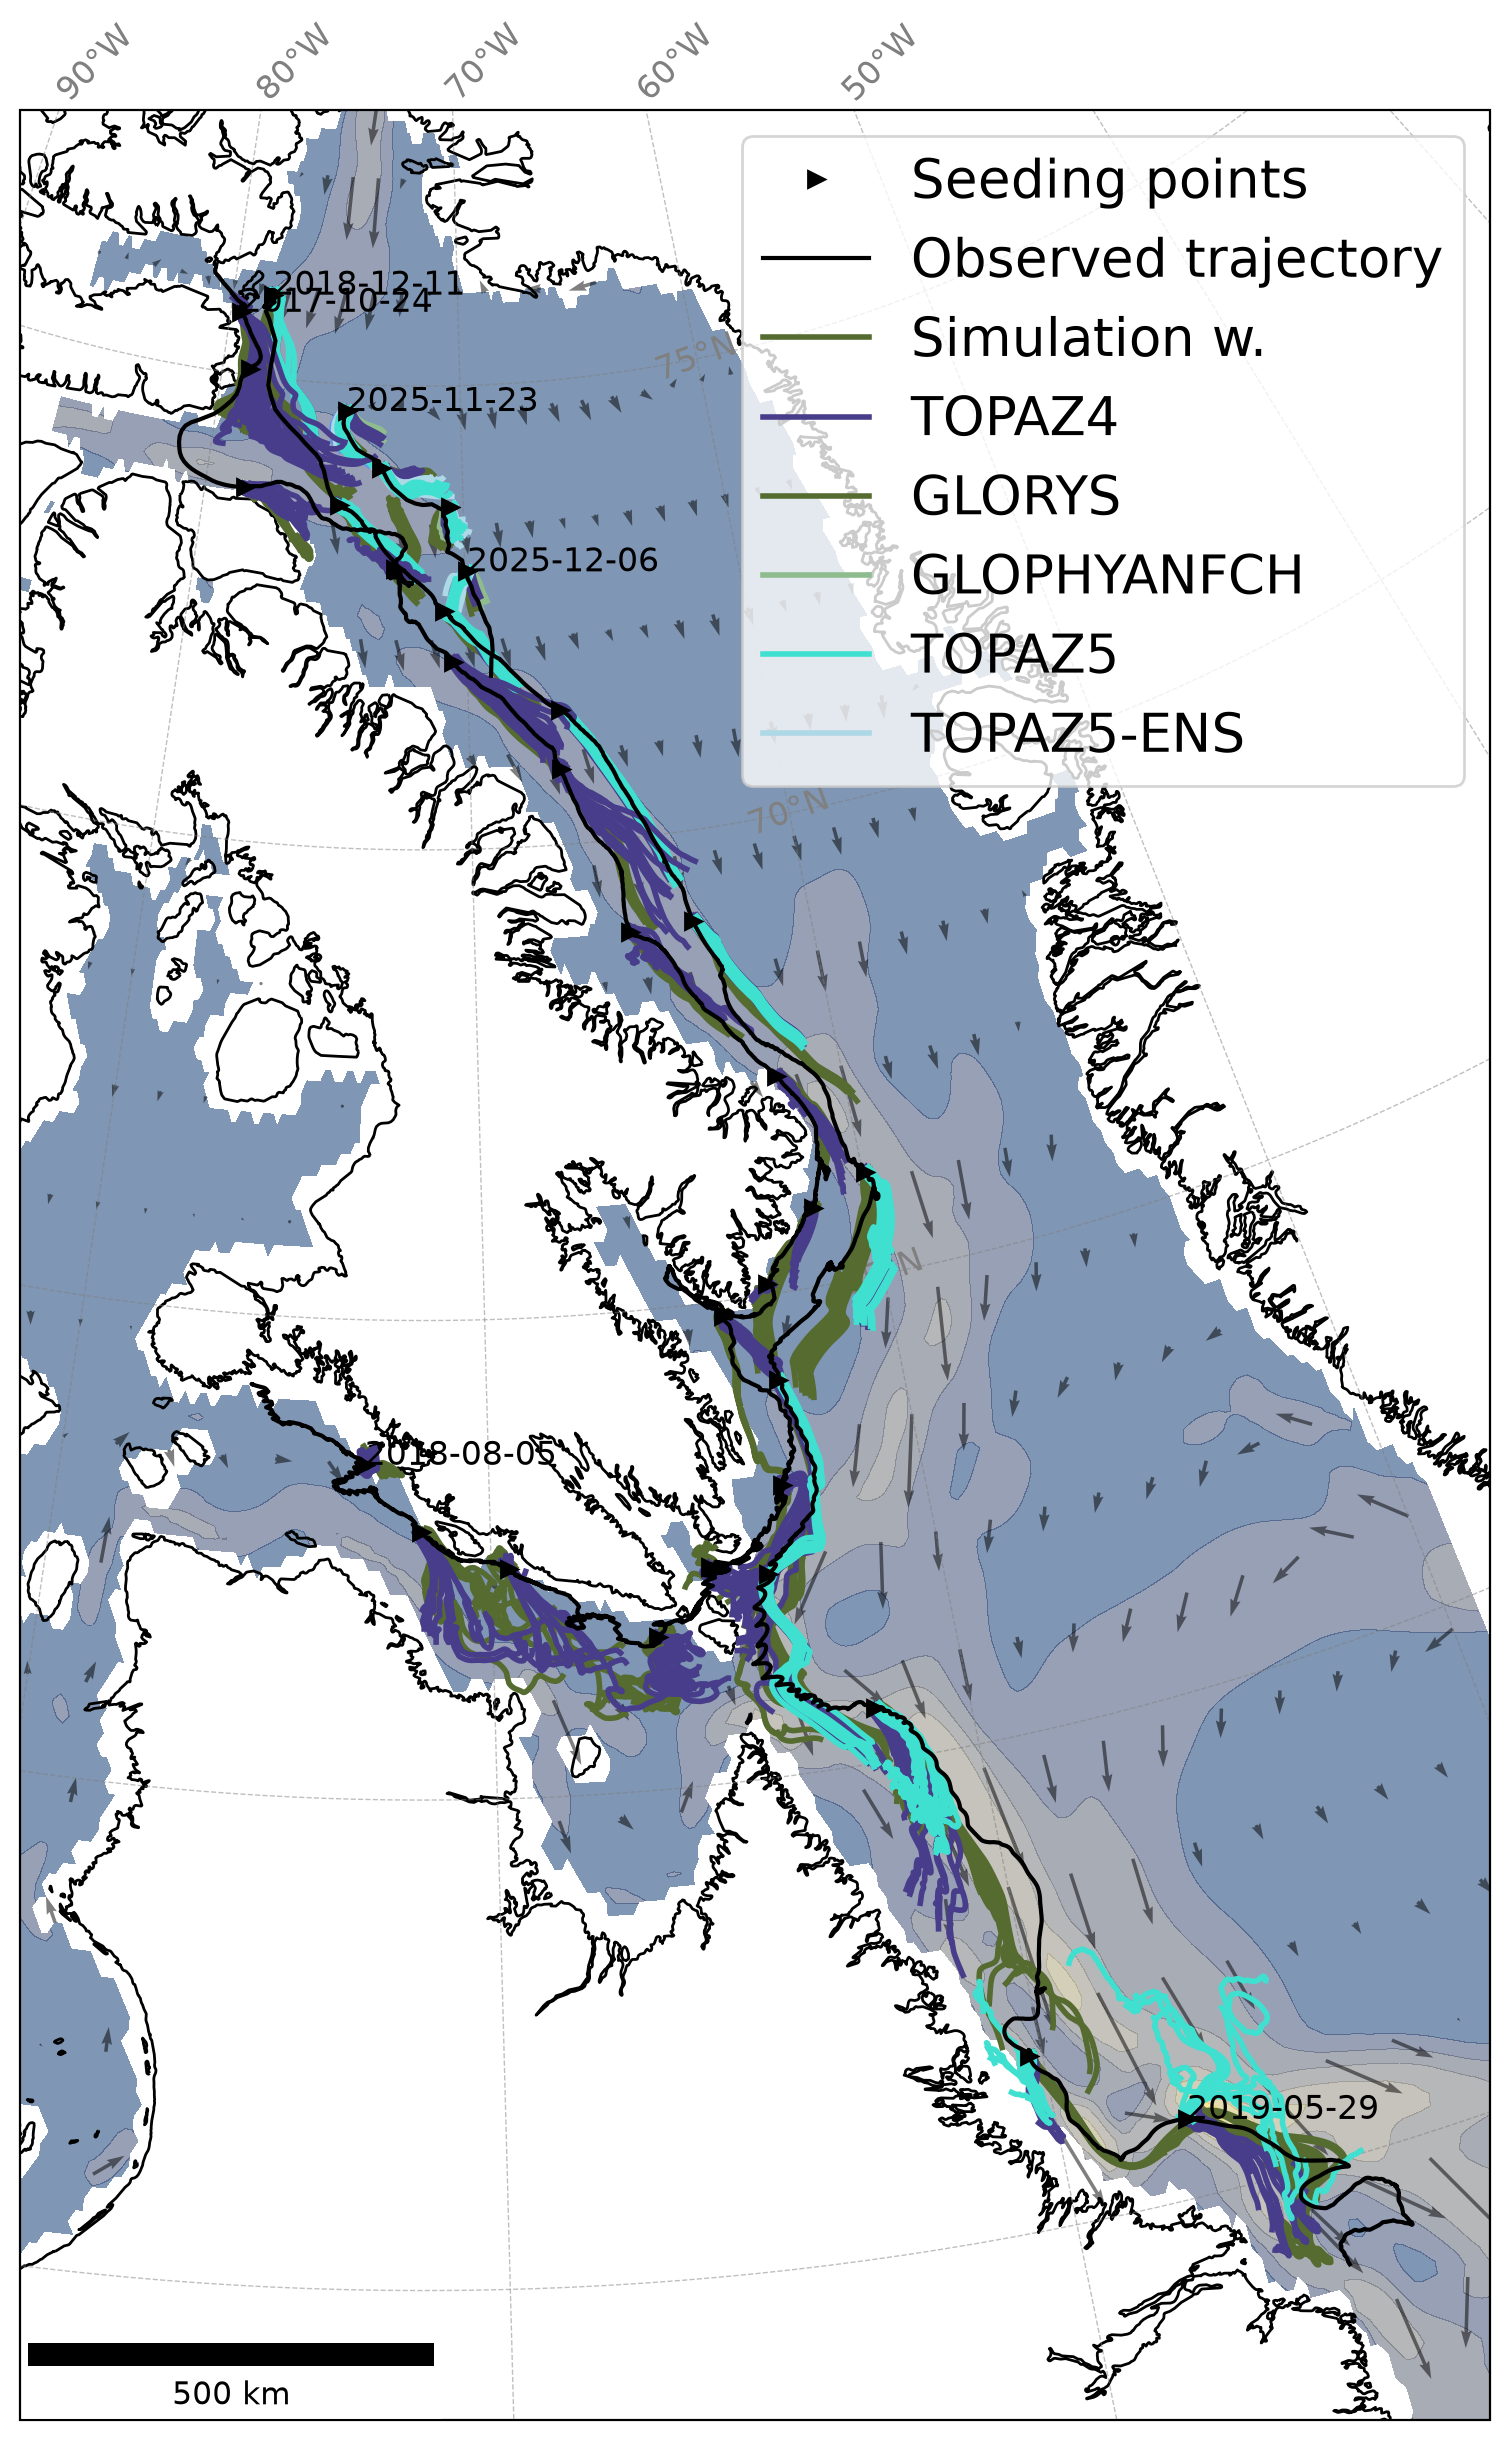 90°W
80°W
70°W
60°W
50°W
Seeding points
Observed trajectory
Simulation w.
TOPAZ4
GLORYS
GLOPHYANFCH
TOPAZ5
TOPAZ5-ENS
2018-12-11
2017-10-24
75°N
2025-11-23
2025-12-06
70°N
N
2018-08-05
2019-05-29
500 km